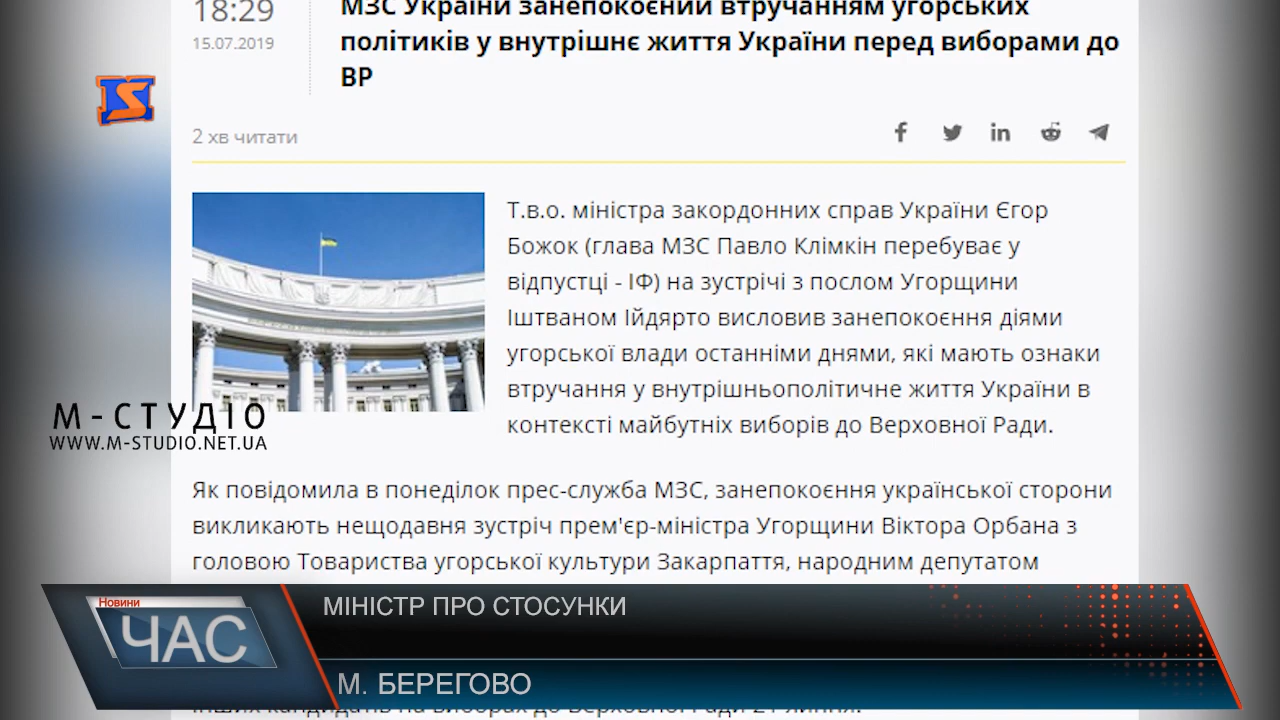 18:29
15.07.2019
МЗС України занепокоєний втручанням угорських
політиків у внутрішнє життя України перед виборами до
ВР
2 хв читати
Т.в.о. міністра закордонних справ України Єгор
Божок (глава МЗС Павло Клімкін перебуває у
відпустці - ІФ) на зустрічі з послом Угорщини
Іштваном Ійдярто висловив занепокоєння діями
угорської влади останніми днями, які мають ознаки
втручання у внутрішньополітичне життя України в
контексті майбутніх виборів до Верховної Ради.
М-СТУДІО
WWW.M-STUDIO.NET.UA
Як повідомила в понеділок прес-служба МЗС, занепокоєння української сторони
викликають нещодавня зустріч прем'єр-міністра Угорщини Віктора Орбана з
головою Товариства угорської культури Закарпаття, народним депутатом
Новини
ЧАС
МІНІСТР ПРО СТОСУНКИ
М. БЕРЕГОВО